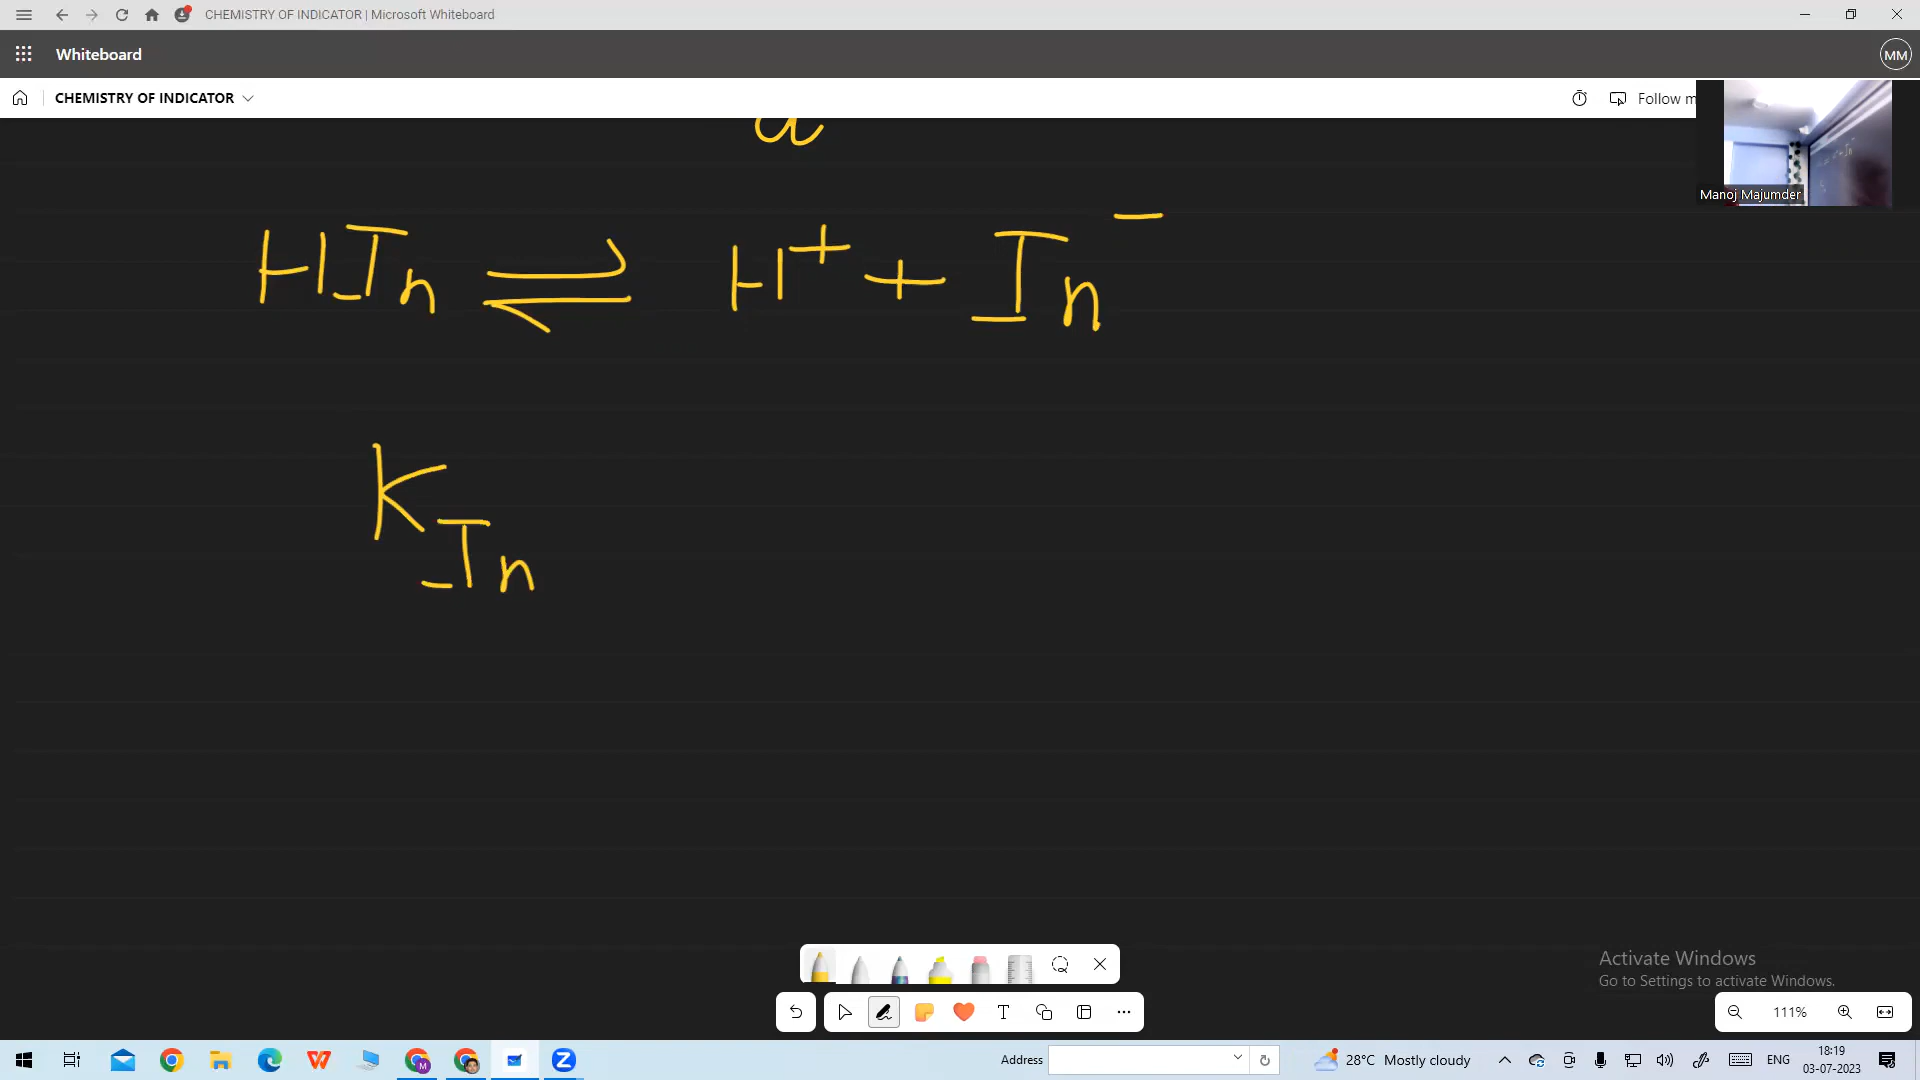 CHEMISTRY OF INDICATOR | Microsoft Whiteboard
Whiteboard
MM
CHEMISTRY OF INDICATOR
Follow m
Manoj Majumder
HIn ⇌ H⁺ + In⁻
K_In
Activate Windows
Go to Settings to activate Windows.
111%
Address
28°C Mostly cloudy
ENG
18:19
03-07-2023